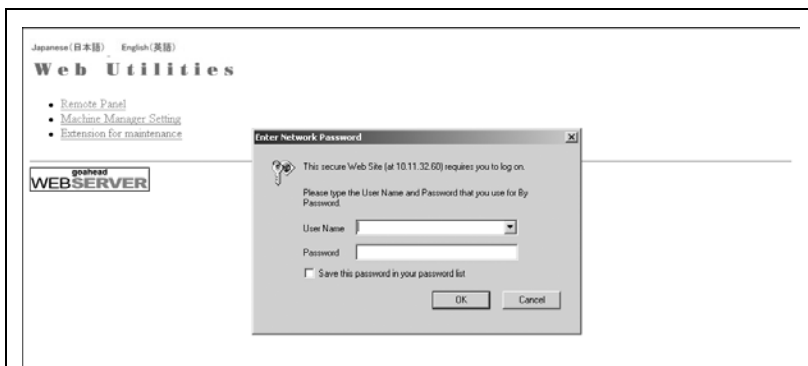 Japanese(日本語) English(英語)
Web Utilities
Remote Panel
Machine Manager Setting
Extension for maintenance
goahead
WEBSERVER
Enter Network Password
This secure Web Site (at 10.11.32.60) requires you to log on.
Please type the User Name and Password that you use for By
Password.
User Name
Password
Save this password in your password list
OK Cancel